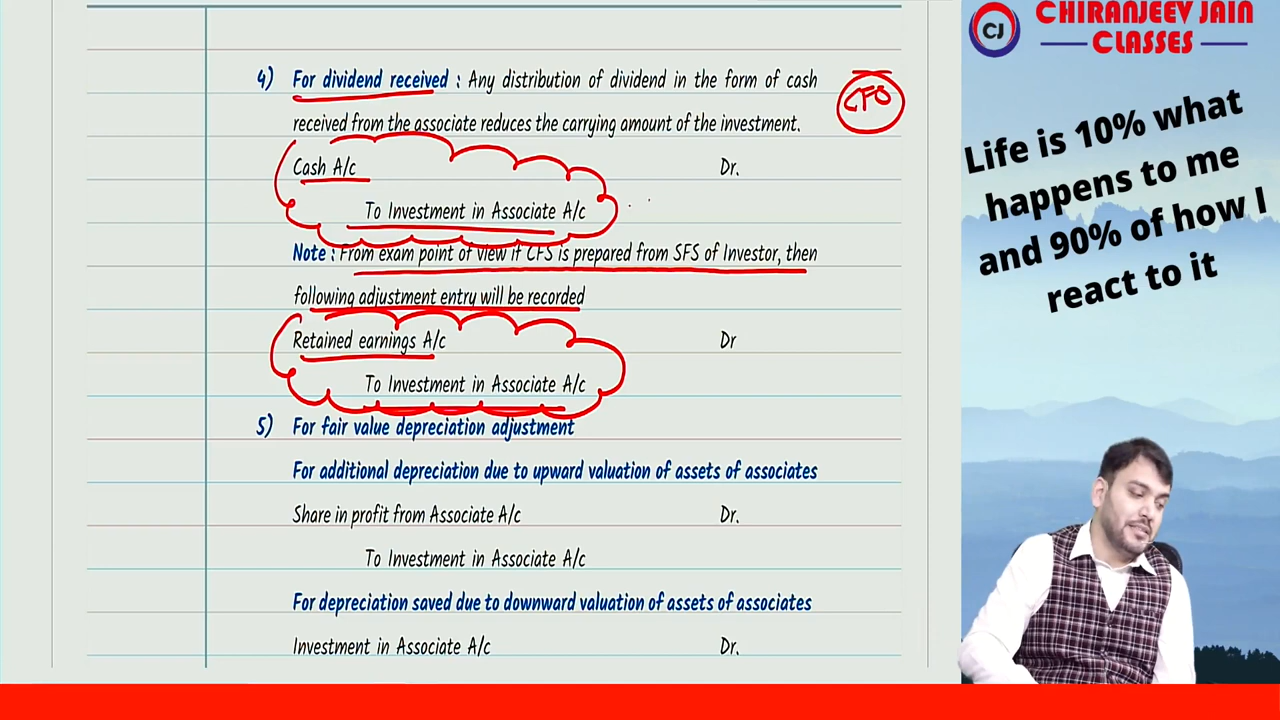 4) For dividend received : Any distribution of dividend in the form of cash
received from the associate reduces the carrying amount of the investment.
Cash A/c Dr.
To Investment in Associate A/c
Note : From exam point of view if CFS is prepared from SFS of Investor, then
following adjustment entry will be recorded
Retained earnings A/c Dr
To Investment in Associate A/c
5) For fair value depreciation adjustment
For additional depreciation due to upward valuation of assets of associates
Share in profit from Associate A/c Dr.
To Investment in Associate A/c
For depreciation saved due to downward valuation of assets of associates
Investment in Associate A/c Dr.
CJ
CHIRANJEEV JAIN
CLASSES
Life is 10% what
happens to me
and 90% of how I
react to it